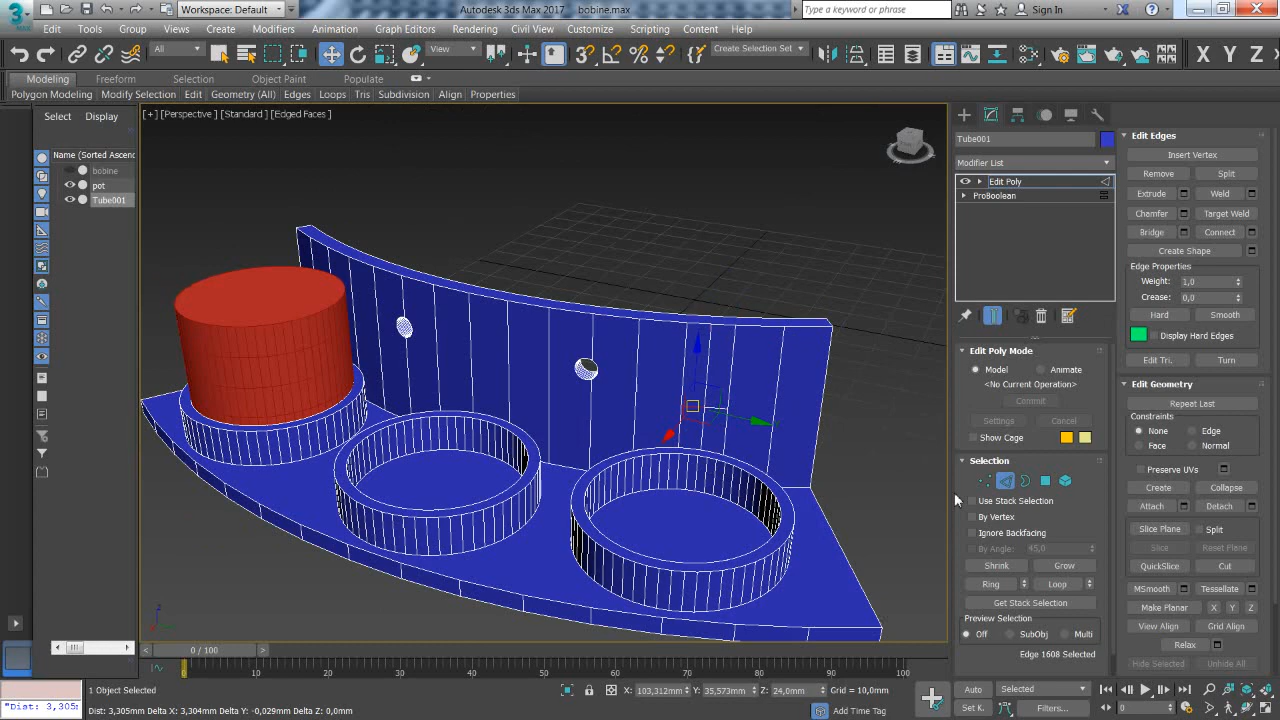 Workspace: Default
Autodesk 3ds Max 2017
bobine.max
Type a keyword or phrase
Sign In
Edit Tools Group Views Create Modifiers Animation Graph Editors Rendering Civil View Customize Scripting Content Help
All
View
Create Selection Set
X Y Z
Modeling Freeform Selection Object Paint Populate
Polygon Modeling Modify Selection Edit Geometry (All) Edges Loops Tris Subdivision Align Properties
Select Display
Name (Sorted Ascend
bobine
pot
Tube001
[+] [Perspective ] [Standard ] [Edged Faces ]
Tube001
Modifier List
Edit Poly
ProBoolean
Edit Poly Mode
Model Animate
<No Current Operation>
Commit
Settings Cancel
Show Cage
Selection
Use Stack Selection
By Vertex
Ignore Backfacing
By Angle: 45,0
Shrink Grow
Ring Loop
Get Stack Selection
Preview Selection
Off SubObj Multi
Edge 1608 Selected
Edit Edges
Insert Vertex
Remove Split
Extrude Weld
Chamfer Target Weld
Bridge Connect
Create Shape
Edge Properties
Weight: 1,0
Crease: 0,0
Hard Smooth
Display Hard Edges
Edit Tri. Turn
Edit Geometry
Repeat Last
Constraints
None Edge
Face Normal
Preserve UVs
Create Collapse
Attach Detach
Slice Plane Split
Slice Reset Plane
QuickSlice Cut
MSmooth Tessellate
Make Planar X Y Z
View Align Grid Align
Relax
Hide Selected Unhide All
0 / 100
0 10 20 30 40 50 60 70 80 90 100
1 Object Selected
X: 103,312mm Y: 35,573mm Z: 24,0mm Grid = 10,0mm
Auto Selected
"Dist: 3,305m
Dist: 3,305mm Delta X: 3,304mm Delta Y: -0,029mm Delta Z: 0,0mm
Add Time Tag
Set K. Filters...
0